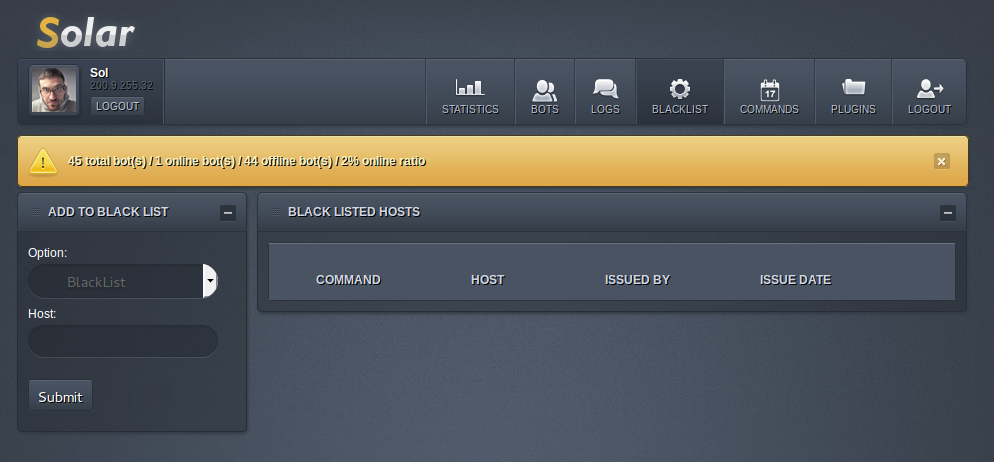 Solar
Sol
200.9.255.32
LOGOUT
STATISTICS
BOTS
LOGS
BLACKLIST
17
COMMANDS
PLUGINS
LOGOUT
45 total bot(s) / 1 online bot(s) / 44 offline bot(s) / 2% online ratio
ADD TO BLACK LIST
Option:
BlackList
Host:
Submit
BLACK LISTED HOSTS
COMMAND HOST ISSUED BY ISSUE DATE